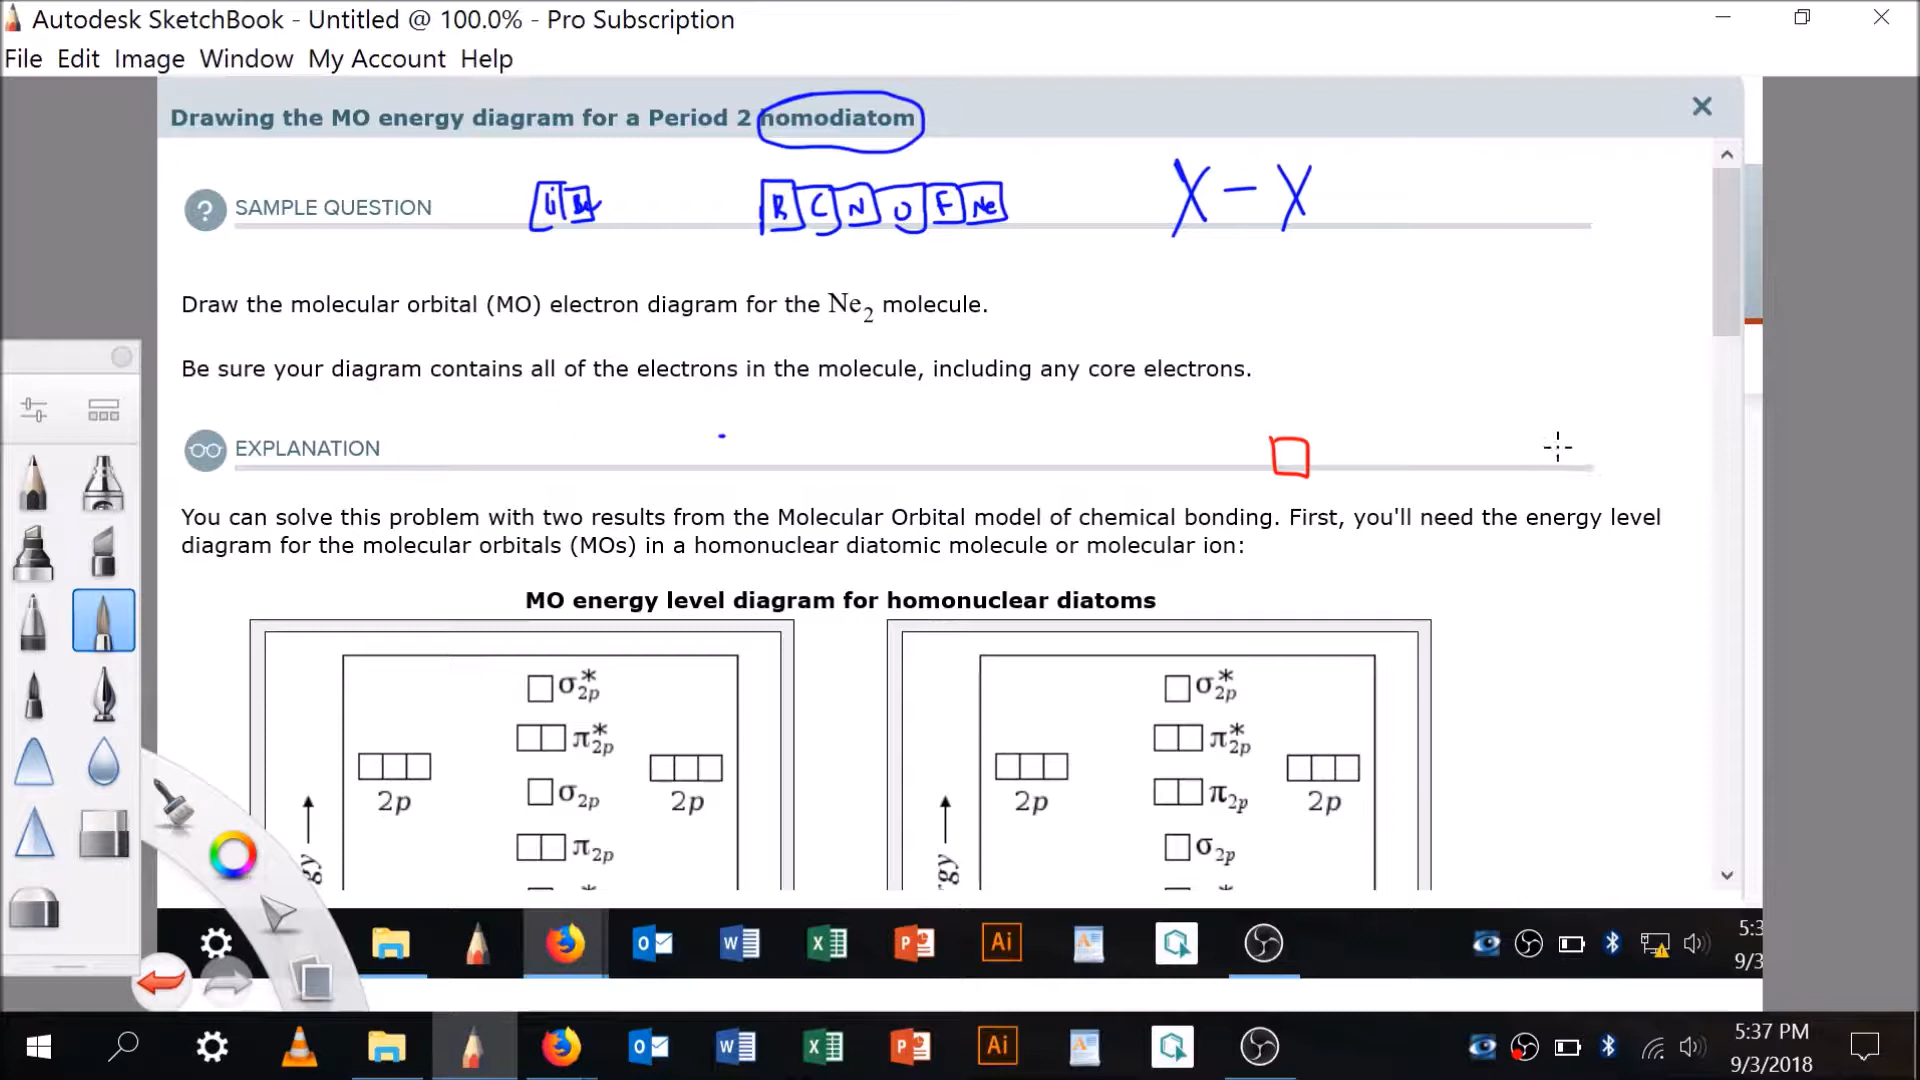 Autodesk SketchBook - Untitled @ 100.0% - Pro Subscription
File Edit Image Window My Account Help
Drawing the MO energy diagram for a Period 2 homodiatom
SAMPLE QUESTION
Li Be B C N O F Ne
X - X
Draw the molecular orbital (MO) electron diagram for the Ne2 molecule.
Be sure your diagram contains all of the electrons in the molecule, including any core electrons.
EXPLANATION
You can solve this problem with two results from the Molecular Orbital model of chemical bonding. First, you'll need the energy level
diagram for the molecular orbitals (MOs) in a homonuclear diatomic molecule or molecular ion:
MO energy level diagram for homonuclear diatoms
σ*2p σ*2p
π*2p π*2p
2p σ2p 2p 2p π2p 2p
π2p σ2p
5:3
9/3
5:37 PM
9/3/2018